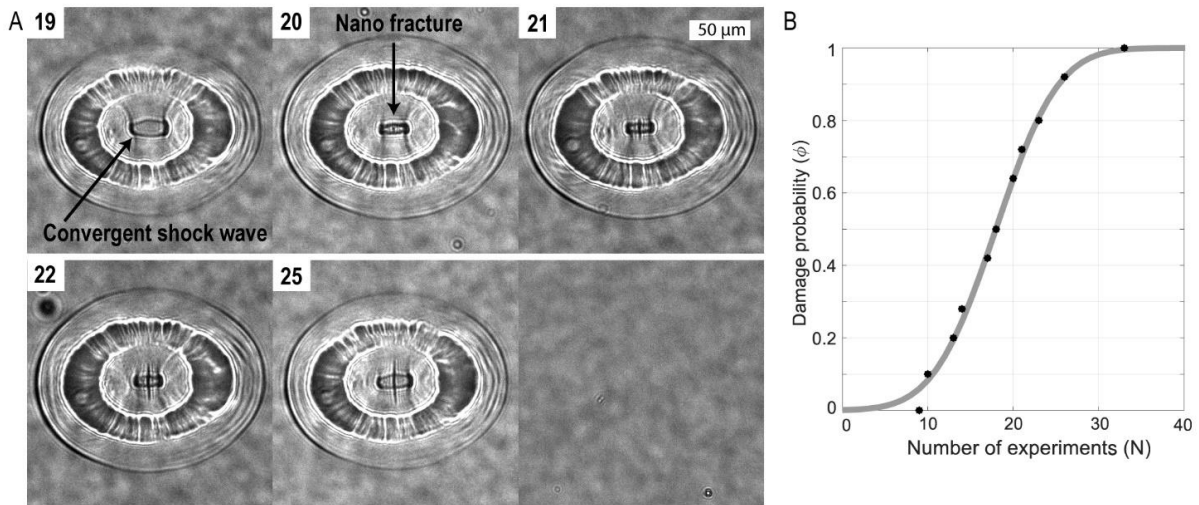 A
19
20
Nano fracture
21
50 µm
Convergent shock wave
22
25
B
Damage probability (ϕ)
1
0.8
0.6
0.4
0.2
0
0
10
20
30
40
Number of experiments (N)